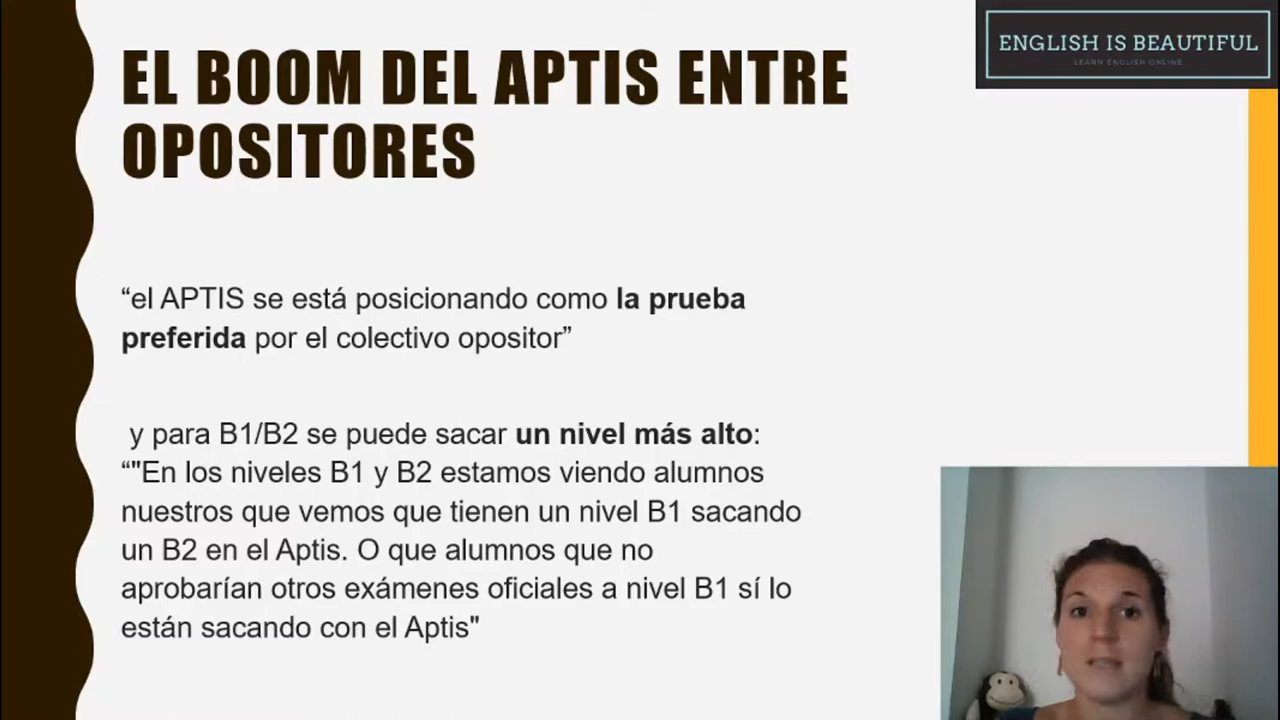 EL BOOM DEL APTIS ENTRE
OPOSITORES
ENGLISH IS BEAUTIFUL
LEARN ENGLISH ONLINE
“el APTIS se está posicionando como la prueba
preferida por el colectivo opositor”
y para B1/B2 se puede sacar un nivel más alto:
“"En los niveles B1 y B2 estamos viendo alumnos
nuestros que vemos que tienen un nivel B1 sacando
un B2 en el Aptis. O que alumnos que no
aprobarían otros exámenes oficiales a nivel B1 sí lo
están sacando con el Aptis"